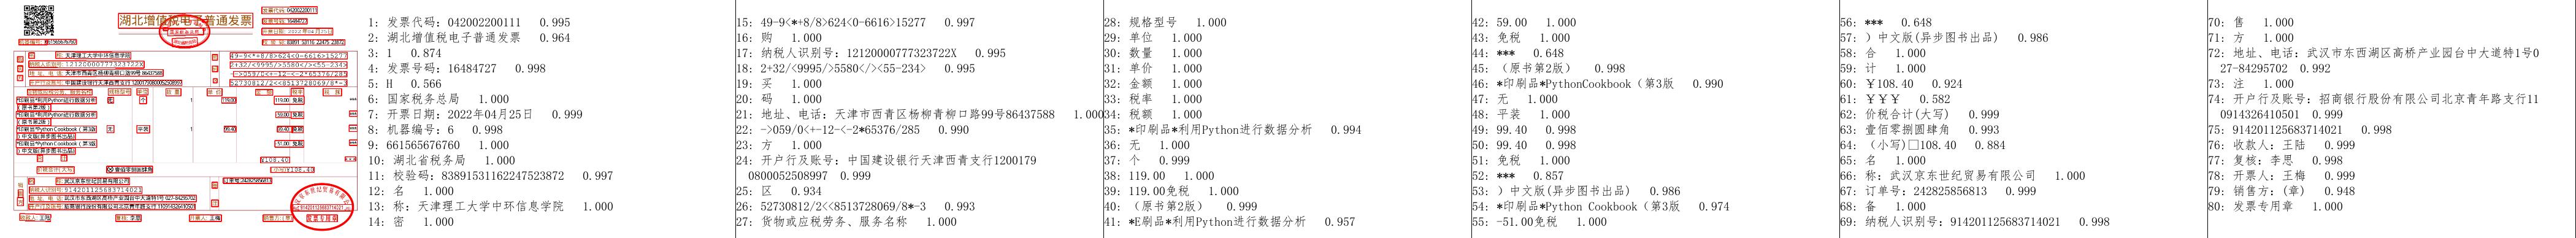 湖北增值税电子普通发票
发票代码: 042002200111
发票号码: 16484727
开票日期: 2022年04月25日
1: 发票代码: 042002200111 0.995
2: 湖北增值税电子普通发票 0.964
3: 1 0.874
4: 发票号码: 16484727 0.998
5: H 0.566
6: 国家税务总局 1.000
7: 开票日期: 2022年04月25日 0.999
8: 机器编号: 6 0.998
9: 661565676760 1.000
10: 湖北省税务局 1.000
11: 校验码: 83891531162247523872 0.997
12: 名 1.000
13: 称: 天津理工大学中环信息学院 1.000
14: 密 1.000
15: 49-9<*+8/8>624<0-6616>15277 0.997
16: 购 1.000
17: 纳税人识别号: 12120000777323722X 0.995
18: 2+32/<9995/>5580</><55-234> 0.995
19: 买 1.000
20: 码 1.000
21: 地址、电话: 天津市西青区杨柳青柳口路99号86437588 1.000
22: ->059/0<+-12-<-2*65376/285 0.990
23: 方 1.000
24: 开户行及账号: 中国建设银行天津西青支行1200179
0800052508997 0.999
25: 区 0.934
26: 52730812/2<<8513728069/8*-3 0.993
27: 货物或应税劳务、服务名称 1.000
28: 规格型号 1.000
29: 单位 1.000
30: 数量 1.000
31: 单价 1.000
32: 金额 1.000
33: 税率 1.000
34: 税额 1.000
35: *印刷品*利用Python进行数据分析 0.994
36: 无 1.000
37: 个 0.999
38: 119.00 1.000
39: 119.00免税 1.000
40: (原书第2版) 0.999
41: *E刷品*利用Python进行数据分析 0.957
42: 59.00 1.000
43: 免税 1.000
44: *** 0.648
45: (原书第2版) 0.998
46: *印刷品*PythonCookbook (第3版 0.990
47: 无 1.000
48: 平装 1.000
49: 99.40 0.998
50: 99.40 0.998
51: 免税 1.000
52: *** 0.857
53: ) 中文版(异步图书出品) 0.986
54: *印刷品*Python Cookbook (第3版 0.974
55: -51.00免税 1.000
56: *** 0.648
57: ) 中文版(异步图书出品) 0.986
58: 合 1.000
59: 计 1.000
60: ￥108.40 0.924
61: ￥￥￥ 0.582
62: 价税合计(大写) 0.999
63: 壹佰零捌圆肆角 0.993
64: (小写)□108.40 0.884
65: 名 1.000
66: 称: 武汉京东世纪贸易有限公司 1.000
67: 订单号: 242825856813 0.999
68: 备 1.000
69: 纳税人识别号: 914201125683714021 0.998
70: 售 1.000
71: 方 1.000
72: 地址、电话: 武汉市东西湖区高桥产业园台中大道特1号0
27-84295702 0.992
73: 注 1.000
74: 开户行及账号: 招商银行股份有限公司北京青年路支行11
0914326410501 0.999
75: 914201125683714021 0.998
76: 收款人: 王陆 0.999
77: 复核: 李思 0.998
78: 开票人: 王梅 0.999
79: 销售方: (章) 0.948
80: 发票专用章 1.000